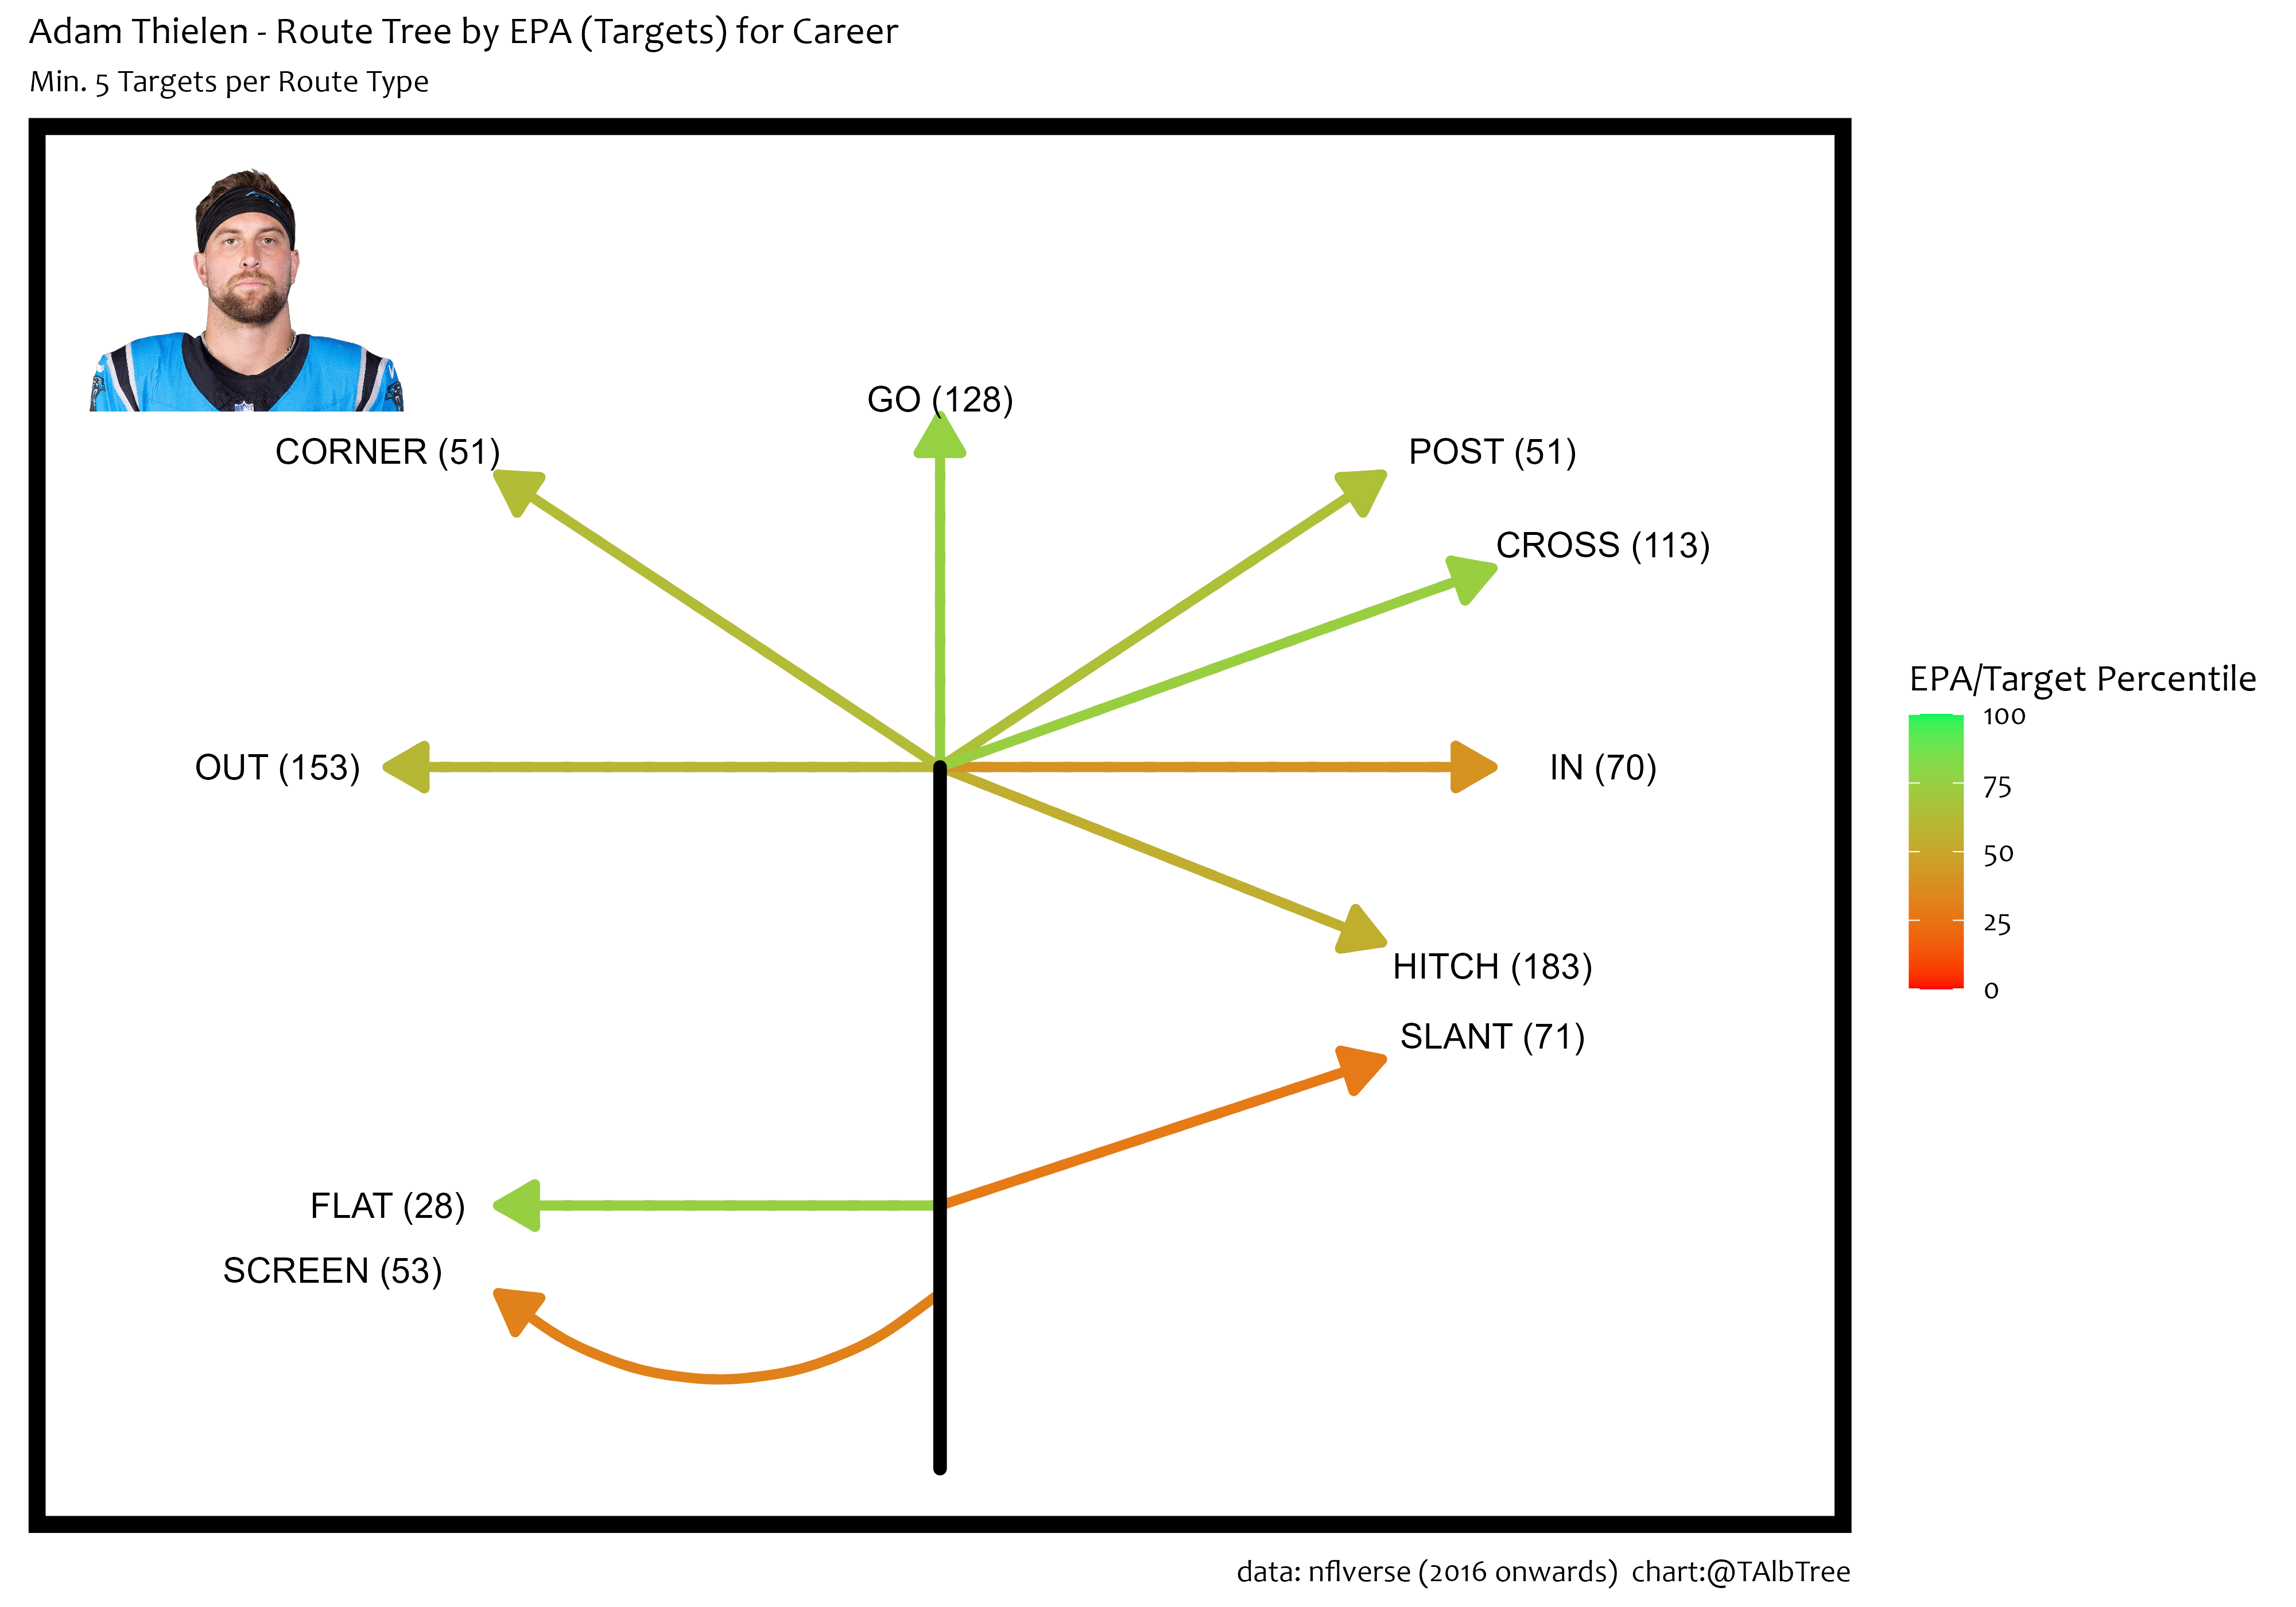 Adam Thielen - Route Tree by EPA (Targets) for Career
Min. 5 Targets per Route Type
GO (128)
CORNER (51)
POST (51)
CROSS (113)
OUT (153)
IN (70)
HITCH (183)
SLANT (71)
FLAT (28)
SCREEN (53)
EPA/Target Percentile
100
75
50
25
0
data: nflverse (2016 onwards)  chart:@TAlbTree